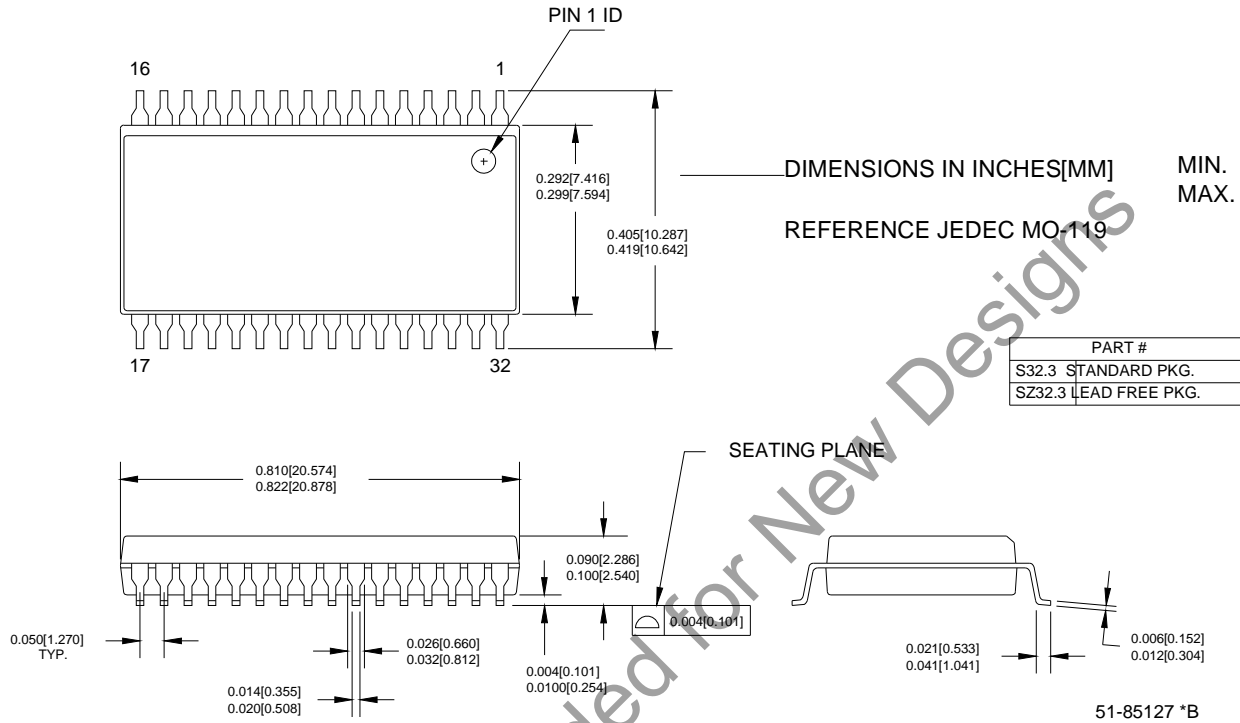 PIN 1 ID
16 1
0.292[7.416]
0.299[7.594]
0.405[10.287]
0.419[10.642]
DIMENSIONS IN INCHES[MM] MIN.
MAX.
REFERENCE JEDEC MO-119
17 32
PART #
S32.3 STANDARD PKG.
SZ32.3 LEAD FREE PKG.
SEATING PLANE
0.810[20.574]
0.822[20.878]
0.090[2.286]
0.100[2.540]
0.004[0.101]
0.050[1.270]
TYP.
0.026[0.660]
0.032[0.812]
0.014[0.355]
0.020[0.508]
0.004[0.101]
0.0100[0.254]
0.021[0.533]
0.041[1.041]
0.006[0.152]
0.012[0.304]
51-85127 *B
for New Designs